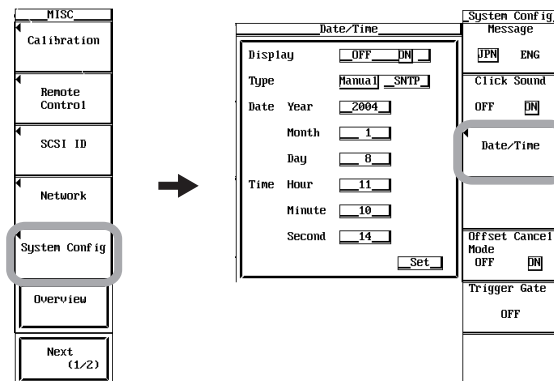 MISC
Calibration
Remote
Control
SCSI ID
Network
System Config
Overview
Next
(1/2)
Date/Time
Display OFF ON
Type Manual SNTP
Date Year 2004
Month 1
Day 8
Time Hour 11
Minute 10
Second 14
Set
System Config
Message
JPN ENG
Click Sound
OFF ON
Date/Time
Offset Cancel
Mode
OFF ON
Trigger Gate
OFF